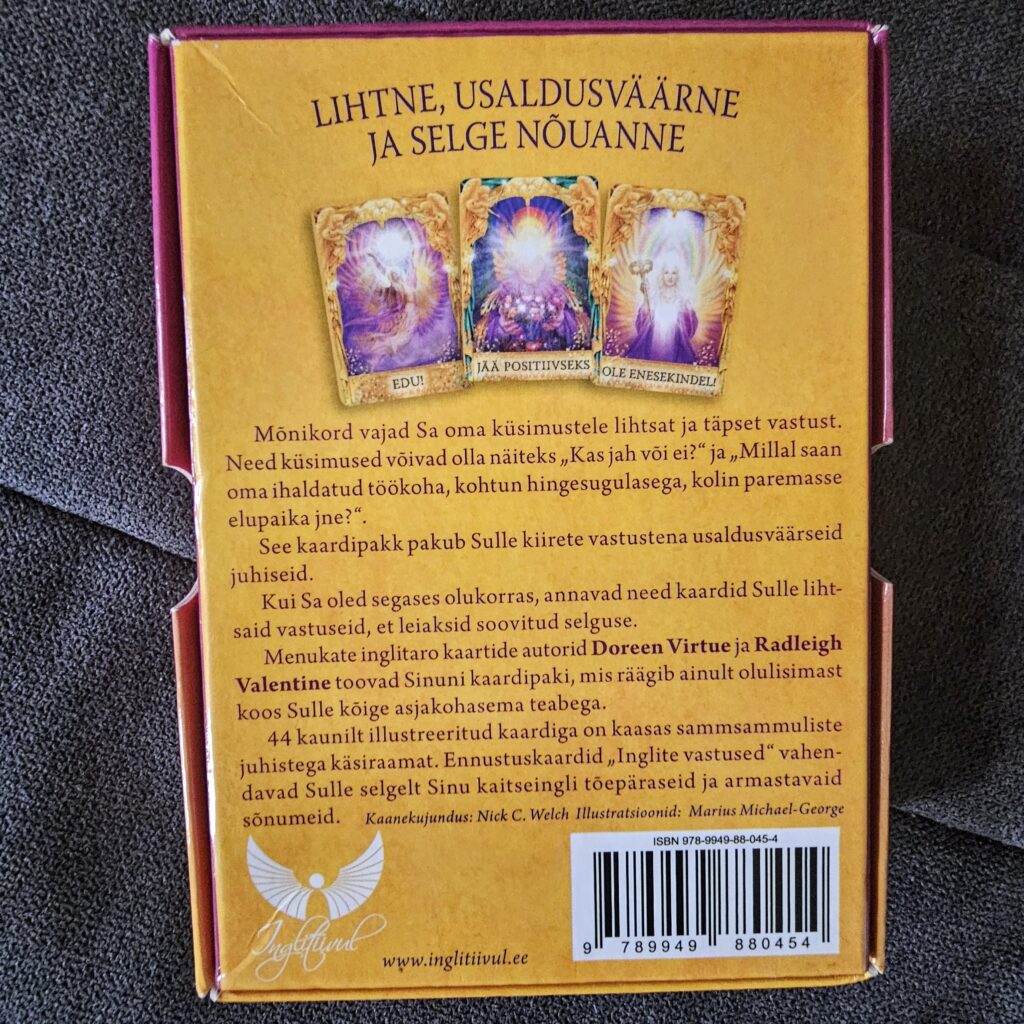 LIHTNE, USALDUSVÄÄRNE
JA SELGE NÕUANNE
EDU!
JÄÄ POSITIIVSEKS
OLE ENESEKINDEL!
Mõnikord vajad Sa oma küsimustele lihtsat ja täpset vastust.
Need küsimused võivad olla näiteks „Kas jah või ei?“ ja „Millal saan
oma ihaldatud töökoha, kohtun hingesugulasega, kolin paremasse
elupaika jne?“.
See kaardipakk pakub Sulle kiirete vastustena usaldusväärseid
juhiseid.
Kui Sa oled segases olukorras, annavad need kaardid Sulle liht-
said vastuseid, et leiaksid soovitud selguse.
Menukate inglitaro kaartide autorid Doreen Virtue ja Radleigh
Valentine toovad Sinuni kaardipaki, mis räägib ainult olulisimast
koos Sulle kõige asjakohasema teabega.
44 kaunilt illustreeritud kaardiga on kaasas sammsammuliste
juhistega käsiraamat. Ennustuskaardid „Inglite vastused“ vahen-
davad Sulle selgelt Sinu kaitseingli tõepäraseid ja armastavaid
sõnumeid. Kaanekujundus: Nick C. Welch Illustratsioonid: Marius Michael-George
ISBN 978-9949-88-045-4
9 789949 880454
Inglitiivul
www.inglitiivul.ee